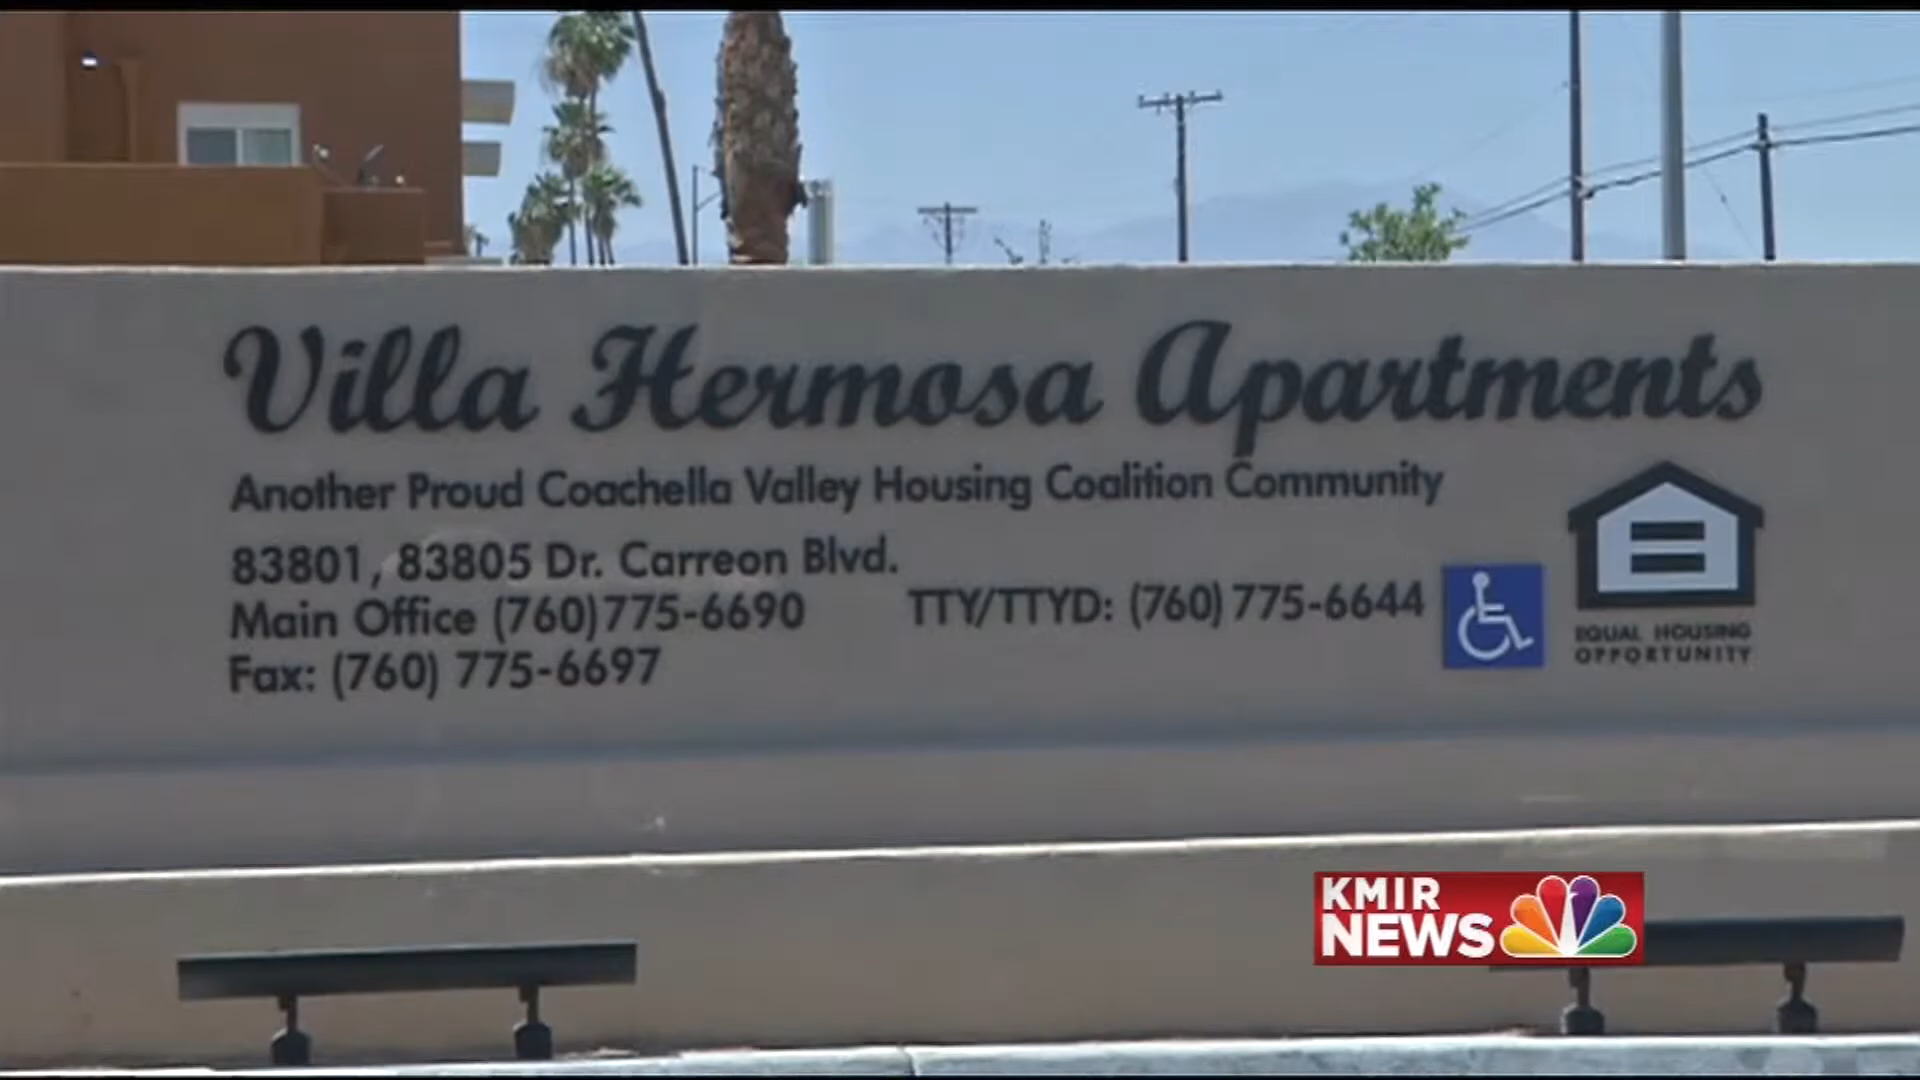 Villa Hermosa Apartments
Another Proud Coachella Valley Housing Coalition Community
83801, 83805 Dr. Carreon Blvd.
Main Office (760)775-6690
TTY/TTYD: (760) 775-6644
Fax: (760) 775-6697
EQUAL HOUSING
OPPORTUNITY
KMIR
NEWS